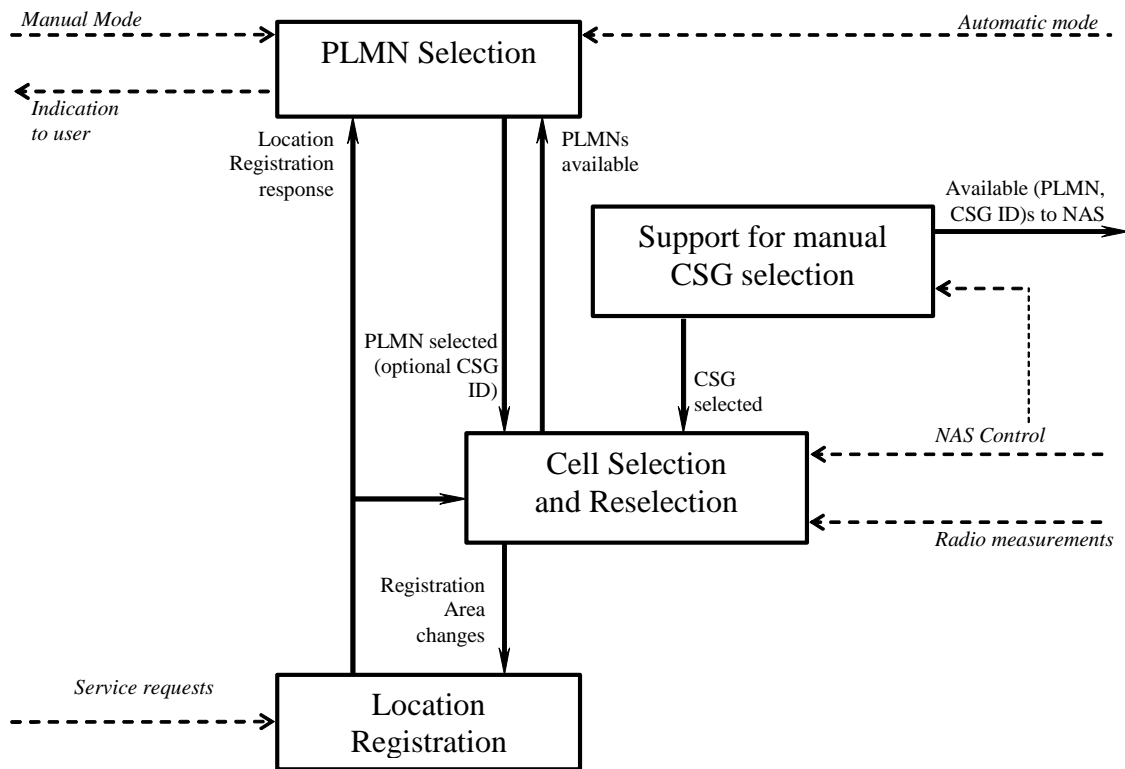 Manual Mode
Automatic mode
PLMN Selection
Indication
to user
Location
Registration
response
PLMNs
available
Available (PLMN,
CSG ID)s to NAS
Support for manual
CSG selection
PLMN selected
(optional CSG
ID)
CSG
selected
NAS Control
Cell Selection
and Reselection
Radio measurements
Registration
Area
changes
Service requests
Location
Registration